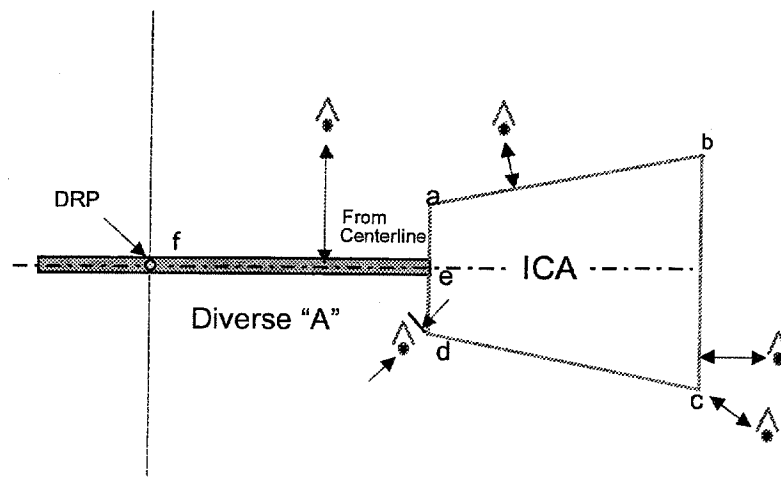 b
a
DRP
f
From
Centerline
e
ICA
Diverse “A”
d
c